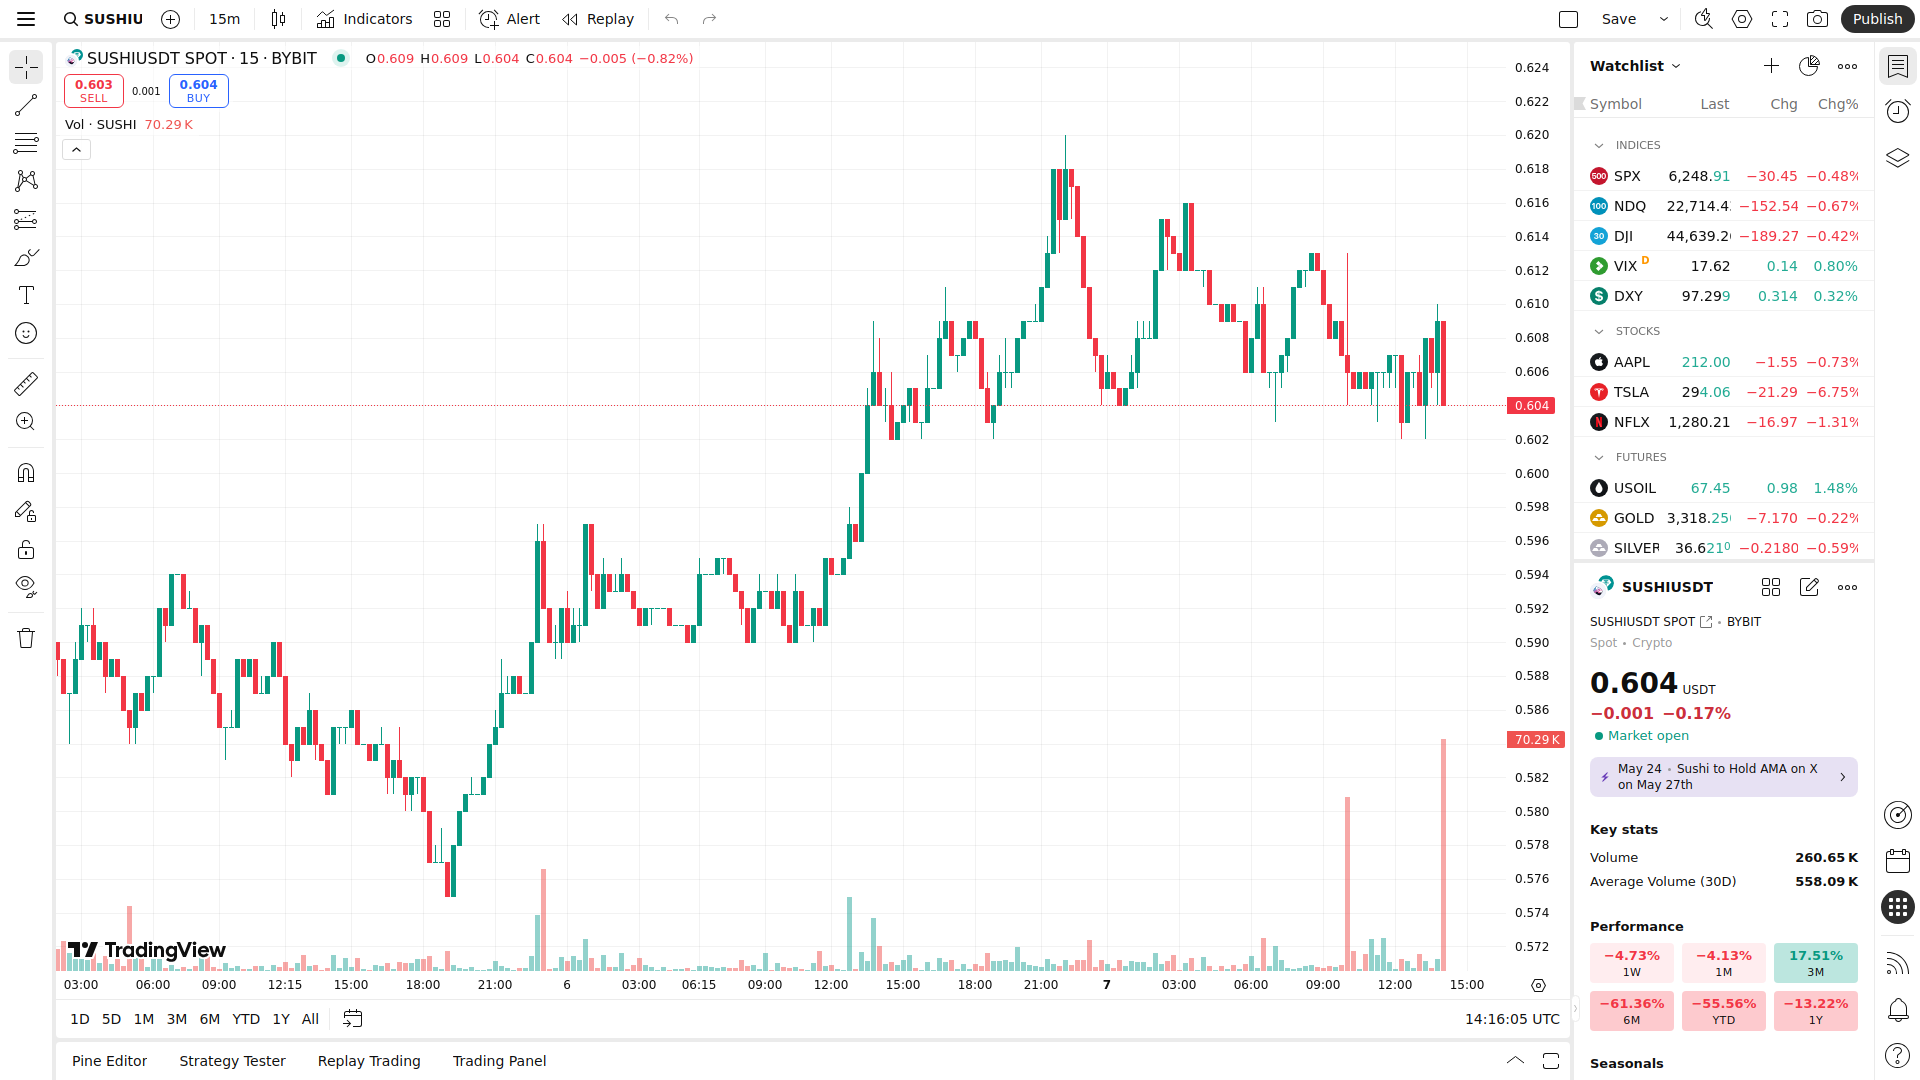 SUSHIU
15m
Indicators
Alert
Replay
Save
Publish
SUSHIUSDT SPOT · 15 · BYBIT
O0.609 H0.609 L0.604 C0.604 −0.005 (−0.82%)
0.603
SELL
0.001
0.604
BUY
Vol · SUSHI 70.29 K
0.624
0.622
0.620
0.618
0.616
0.614
0.612
0.610
0.608
0.606
0.604
0.602
0.600
0.598
0.596
0.594
0.592
0.590
0.588
0.586
70.29 K
0.582
0.580
0.578
0.576
0.574
0.572
TradingView
03:00 06:00 09:00 12:15 15:00 18:00 21:00 6 03:00 06:15 09:00 12:00 15:00 18:00 21:00 7 03:00 06:00 09:00 12:00 15:00
1D 5D 1M 3M 6M YTD 1Y All
14:16:05 UTC
Pine Editor Strategy Tester Replay Trading Trading Panel
Watchlist
Symbol Last Chg Chg%
INDICES
500 SPX 6,248.91 −30.45 −0.48%
100 NDQ 22,714.4 −152.54 −0.67%
30 DJI 44,639.2 −189.27 −0.42%
VIX D 17.62 0.14 0.80%
$ DXY 97.299 0.314 0.32%
STOCKS
AAPL 212.00 −1.55 −0.73%
TSLA 294.06 −21.29 −6.75%
N NFLX 1,280.21 −16.97 −1.31%
FUTURES
USOIL 67.45 0.98 1.48%
GOLD 3,318.25 −7.170 −0.22%
SILVER 36.6210 −0.2180 −0.59%
SUSHIUSDT
SUSHIUSDT SPOT • BYBIT
Spot • Crypto
0.604 USDT
−0.001 −0.17%
Market open
May 24 • Sushi to Hold AMA on X
on May 27th
Key stats
Volume 260.65 K
Average Volume (30D) 558.09 K
Performance
−4.73%
1W
−4.13%
1M
17.51%
3M
−61.36%
6M
−55.56%
YTD
−13.22%
1Y
Seasonals